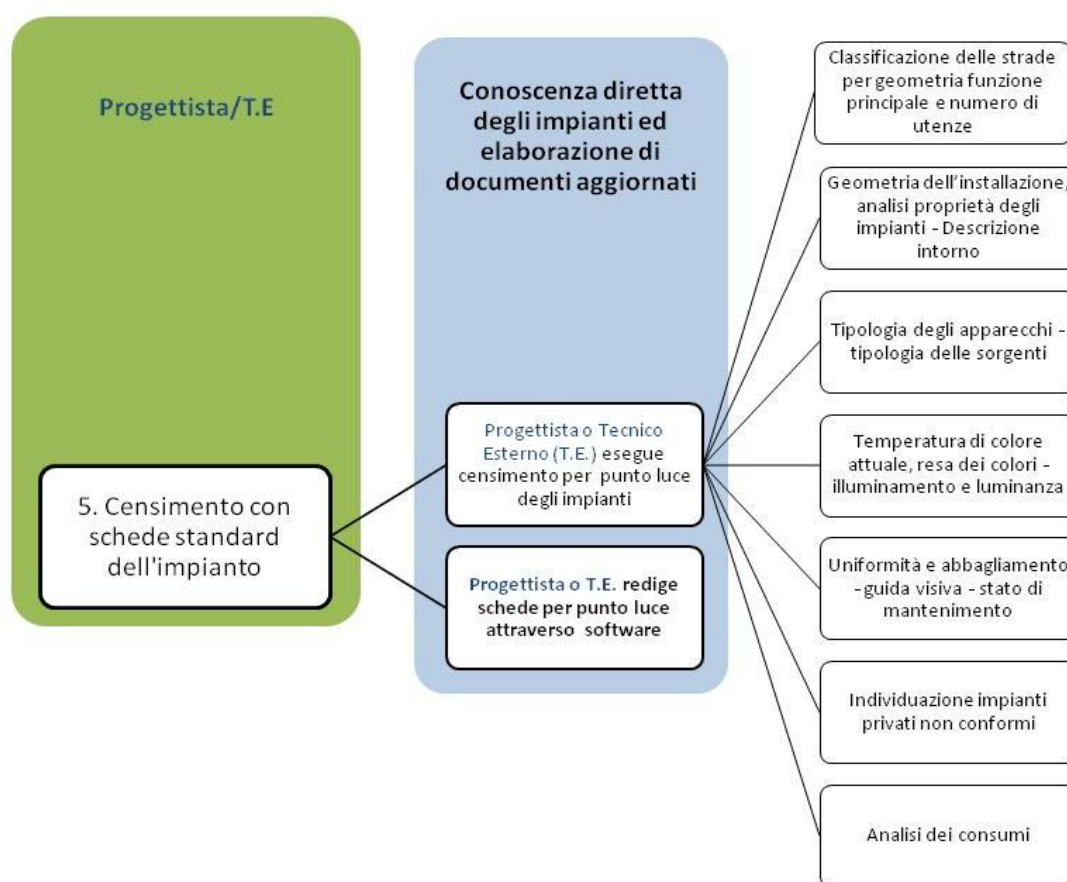 Progettista/T.E
5. Censimento con
schede standard
dell'impianto
Conoscenza diretta
degli impianti ed
elaborazione di
documenti aggiornati
Progettista o Tecnico
Esterno (T.E.) esegue
censimento per punto luce
degli impianti
Progettista o T.E. redige
schede per punto luce
attraverso software
Classificazione delle strade
per geometria funzione
principale e numero di
utenze
Geometria dell'installazione,
analisi proprietà degli
impianti - Descrizione
intorno
Tipologia degli apparecchi -
tipologia delle sorgenti
Temperatura di colore
attuale, resa dei colori -
illuminamento e luminanza
Uniformità e abbagliamento
- guida visiva - stato di
mantenimento
Individuazione impianti
privati non conformi
Analisi dei consumi